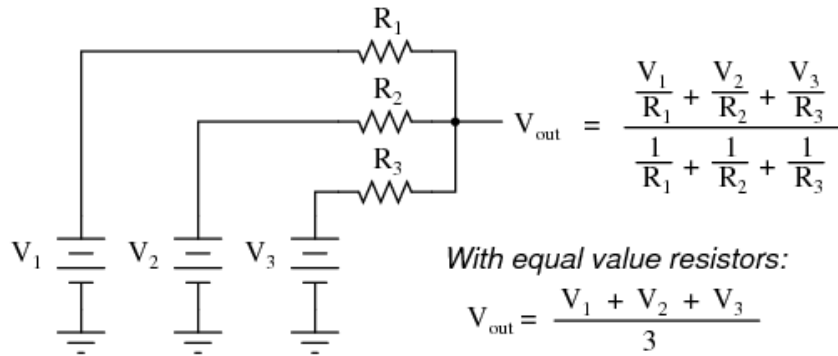 R1
R2
R3
V1
V2
V3
Vout = (V1/R1 + V2/R2 + V3/R3) / (1/R1 + 1/R2 + 1/R3)
With equal value resistors:
Vout = (V1 + V2 + V3) / 3